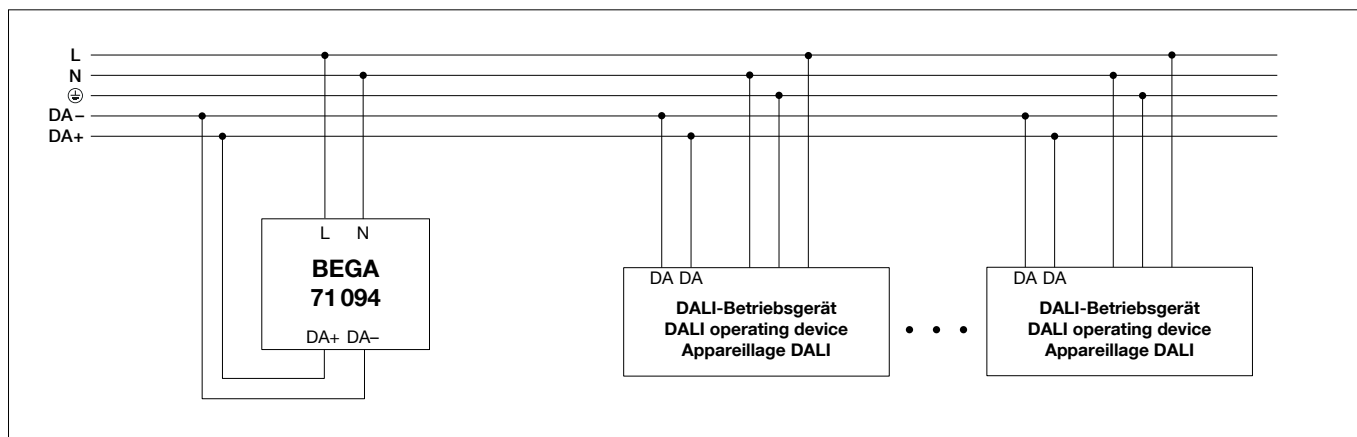 L
N
DA–
DA+
L N
BEGA
71 094
DA+ DA–
DA DA
DALI-Betriebsgerät
DALI operating device
Appareillage DALI
DA DA
DALI-Betriebsgerät
DALI operating device
Appareillage DALI